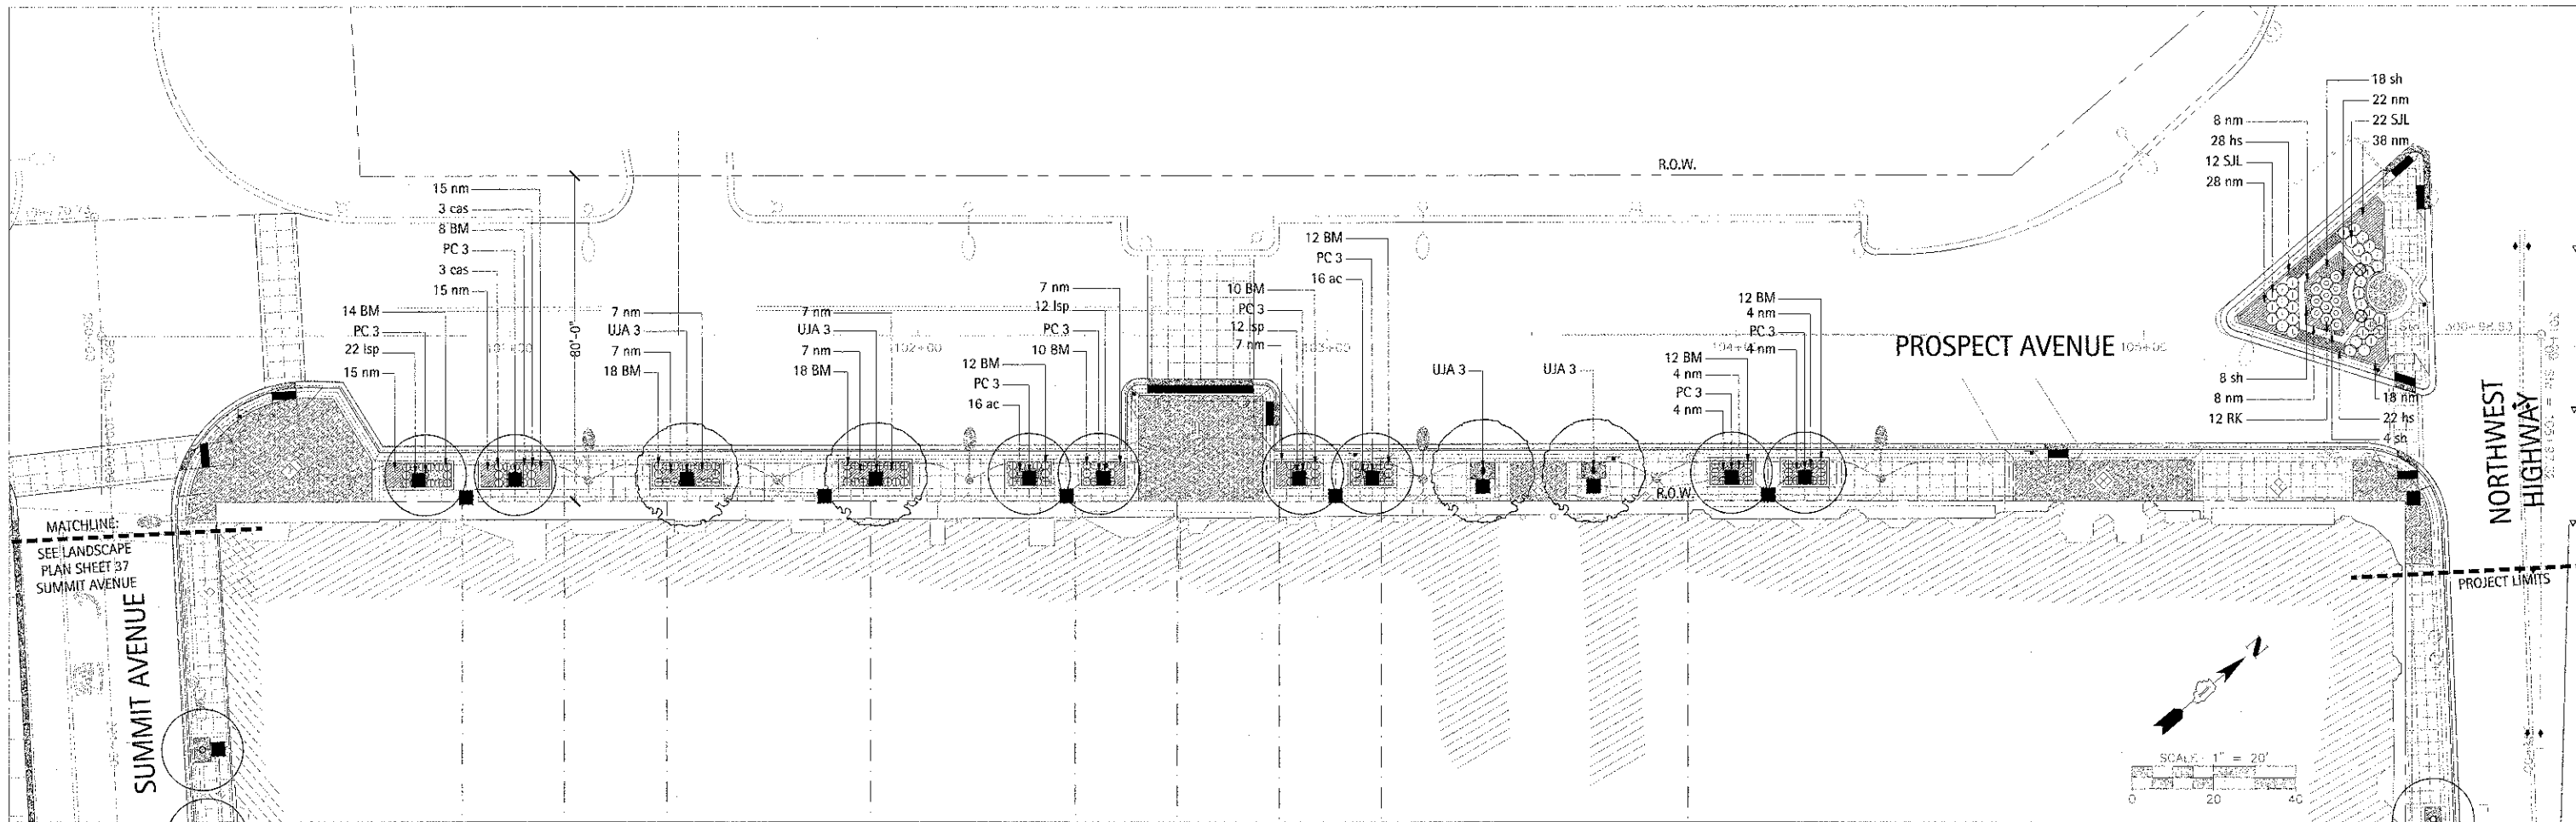 R.O.W.
15 nm
3 cas
8 BM
PC 3
3 cas
15 nm
14 BM
PC 3
22 lsp
15 nm
80'-0"
7 nm
UJA 3
7 nm
18 BM
7 nm
UJA 3
7 nm
18 BM
102+00
12 BM
PC 3
16 ac
7 nm
12 lsp
PC 3
10 BM
12 BM
PC 3
16 ac
10 BM
PC 3
12 lsp
7 nm
103+00
UJA 3
UJA 3
12 BM
4 nm
PC 3
4 nm
104+00
12 BM
4 nm
PC 3
4 nm
PROSPECT AVENUE
105+00
18 sh
22 nm
22 SJL
38 nm
8 nm
28 hs
12 SJL
28 nm
8 sh
8 nm
12 RK
18 nm
22 hs
4 sh
NORTHWEST
HIGHWAY
R.O.W.
MATCHLINE:
SEE LANDSCAPE
PLAN SHEET 37
SUMMIT AVENUE
SUMMIT AVENUE
PROJECT LIMITS
N
SCALE: 1" = 20'
0 20 40